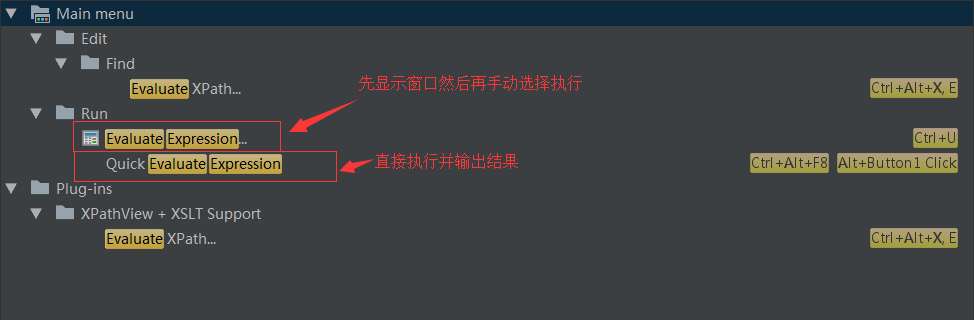 Main menu
Edit
Find
Evaluate XPath... Ctrl+Alt+X, E
先显示窗口然后再手动选择执行
Run
Evaluate Expression... Ctrl+U
Quick Evaluate Expression Ctrl+Alt+F8 Alt+Button1 Click
直接执行并输出结果
Plug-ins
XPathView + XSLT Support
Evaluate XPath... Ctrl+Alt+X, E